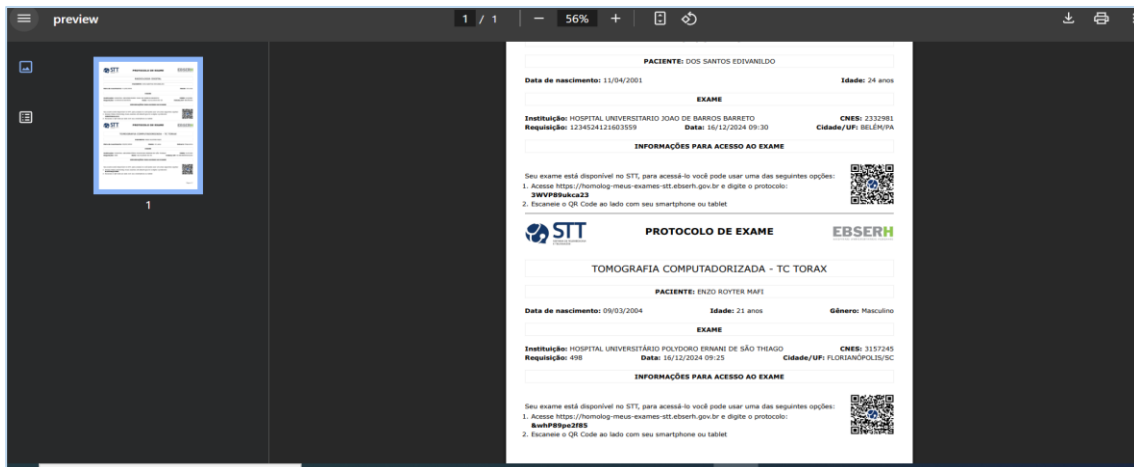 preview
1 / 1
56%
PACIENTE: DOS SANTOS EDIVANILDO
Data de nascimento: 11/04/2001 Idade: 24 anos
EXAME
Instituição: HOSPITAL UNIVERSITARIO JOAO DE BARROS BARRETO CNES: 2332981
Requisição: 1234524121603559 Data: 16/12/2024 09:30 Cidade/UF: BELÉM/PA
INFORMAÇÕES PARA ACESSO AO EXAME
Seu exame está disponível no STT, para acessá-lo você pode usar uma das seguintes opções:
1. Acesse https://homolog-meus-exames-stt.ebserh.gov.br e digite o protocolo:
3WVP89ukca23
2. Escaneie o QR Code ao lado com seu smartphone ou tablet
STT PROTOCOLO DE EXAME EBSERH
TOMOGRAFIA COMPUTADORIZADA - TC TORAX
PACIENTE: ENZO ROYTER MAFI
Data de nascimento: 09/03/2004 Idade: 21 anos Gênero: Masculino
EXAME
Instituição: HOSPITAL UNIVERSITÁRIO POLYDORO ERNANI DE SÃO THIAGO CNES: 3157245
Requisição: 498 Data: 16/12/2024 09:25 Cidade/UF: FLORIANÓPOLIS/SC
INFORMAÇÕES PARA ACESSO AO EXAME
Seu exame está disponível no STT, para acessá-lo você pode usar uma das seguintes opções:
1. Acesse https://homolog-meus-exames-stt.ebserh.gov.br e digite o protocolo:
&whP89pe2f85
2. Escaneie o QR Code ao lado com seu smartphone ou tablet
STT PROTOCOLO DE EXAME EBSERH
STT PROTOCOLO DE EXAME
1